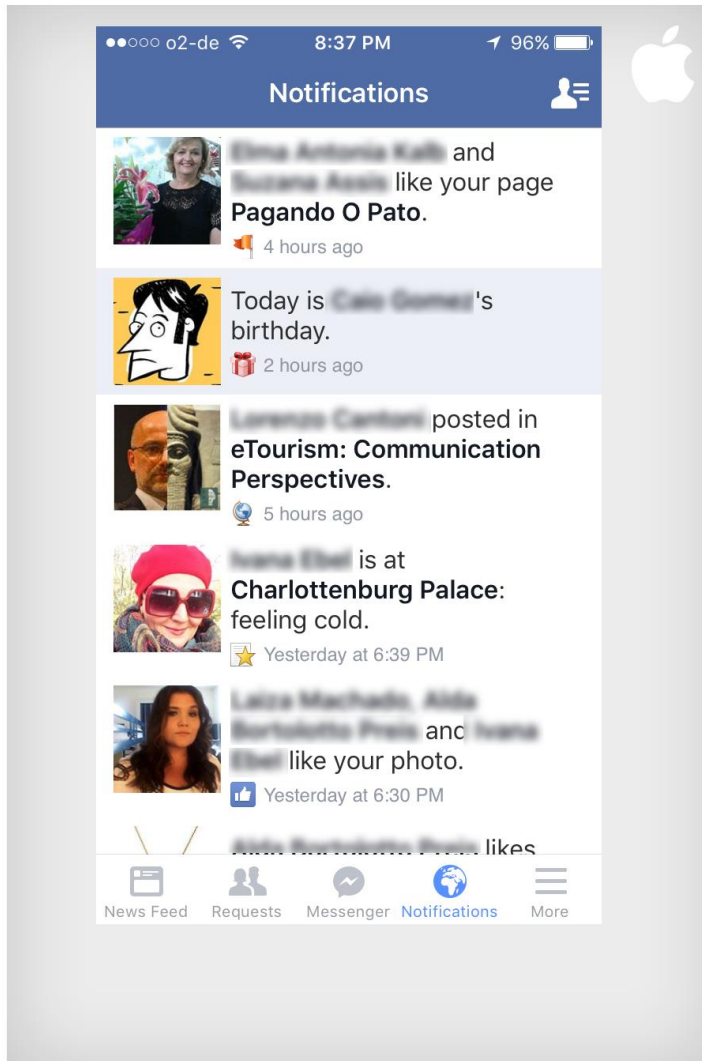 o2-de 8:37 PM 96%
Notifications
and
like your page
Pagando O Pato.
4 hours ago
Today is 's
birthday.
2 hours ago
posted in
eTourism: Communication
Perspectives.
5 hours ago
is at
Charlottenburg Palace:
feeling cold.
Yesterday at 6:39 PM
and
like your photo.
Yesterday at 6:30 PM
likes
News Feed Requests Messenger Notifications More